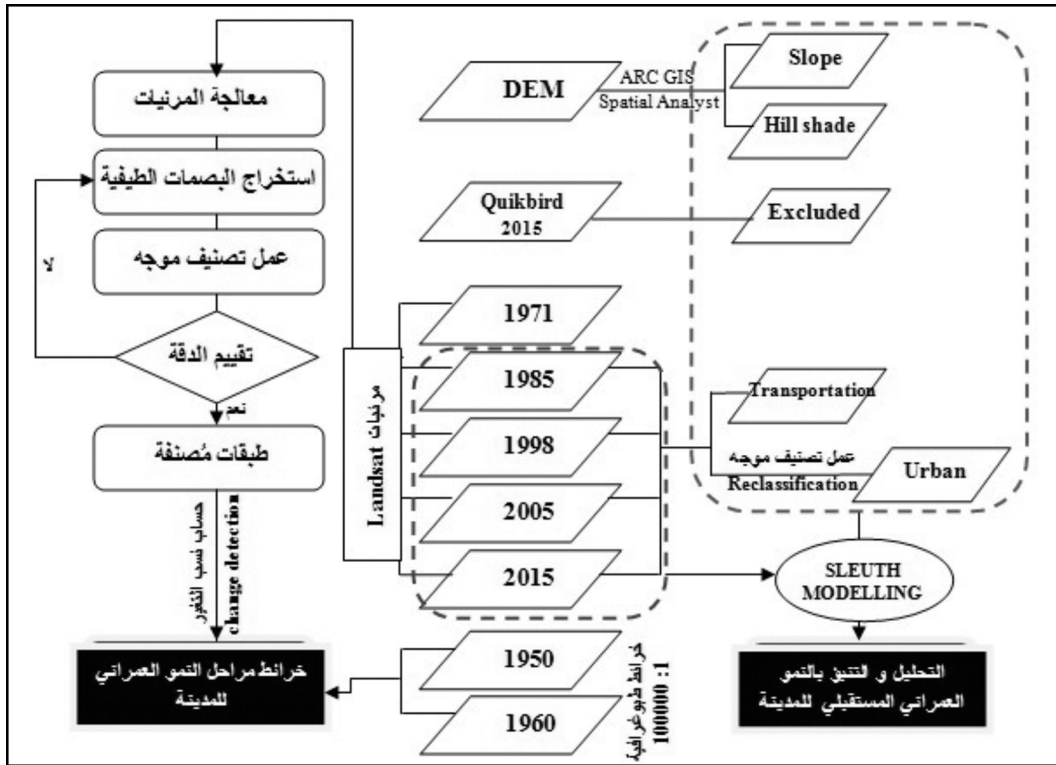 معالجة المرئيات
استخراج البصمات الطيفية
عمل تصنيف موجه
لا
تقييم الدقة
نعم
طبقات مُصنفة
حساب نسب التغير
change detection
خرائط مراحل النمو العمراني
للمدينة
DEM
ARC GIS
Spatial Analyst
Slope
Hill shade
Quikbird
2015
Excluded
مرئيات Landsat
1971
1985
1998
2005
2015
Transportation
عمل تصنيف موجه
Reclassification
Urban
SLEUTH
MODELLING
1950
1960
خرائط طبوغرافية
1: 100000
التحليل و التنبؤ بالنمو
العمراني المستقبلي للمدينة